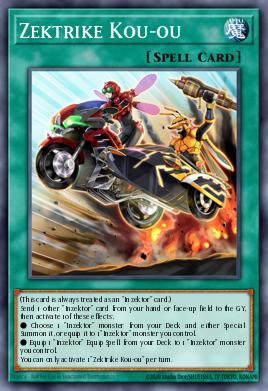 Zektrike Kou-ou
魔
[Spell Card]
(This card is always treated as an "Inzektor" card.)
Send 1 other "Inzektor" card from your hand or face-up field to the GY,
then activate 1 of these effects;
● Choose 1 "Inzektor" monster from your Deck and either Special
Summon it, or equip it to 1 "Inzektor" monster you control.
● Equip 1 "Inzektor" Equip Spell from your Deck to 1 "Inzektor" monster
you control.
You can only activate 1 "Zektrike Kou-ou" per turn.